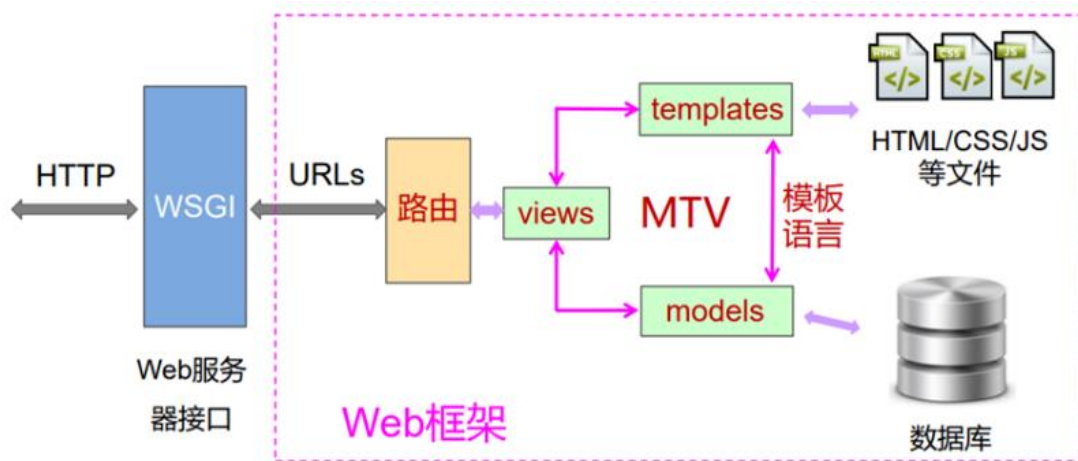 HTML
CSS
JS
</>
</>
</>
templates
HTML/CSS/JS
等文件
HTTP
WSGI
URLs
路由
views
MTV
模板
语言
models
Web服务
器接口
Web框架
数据库